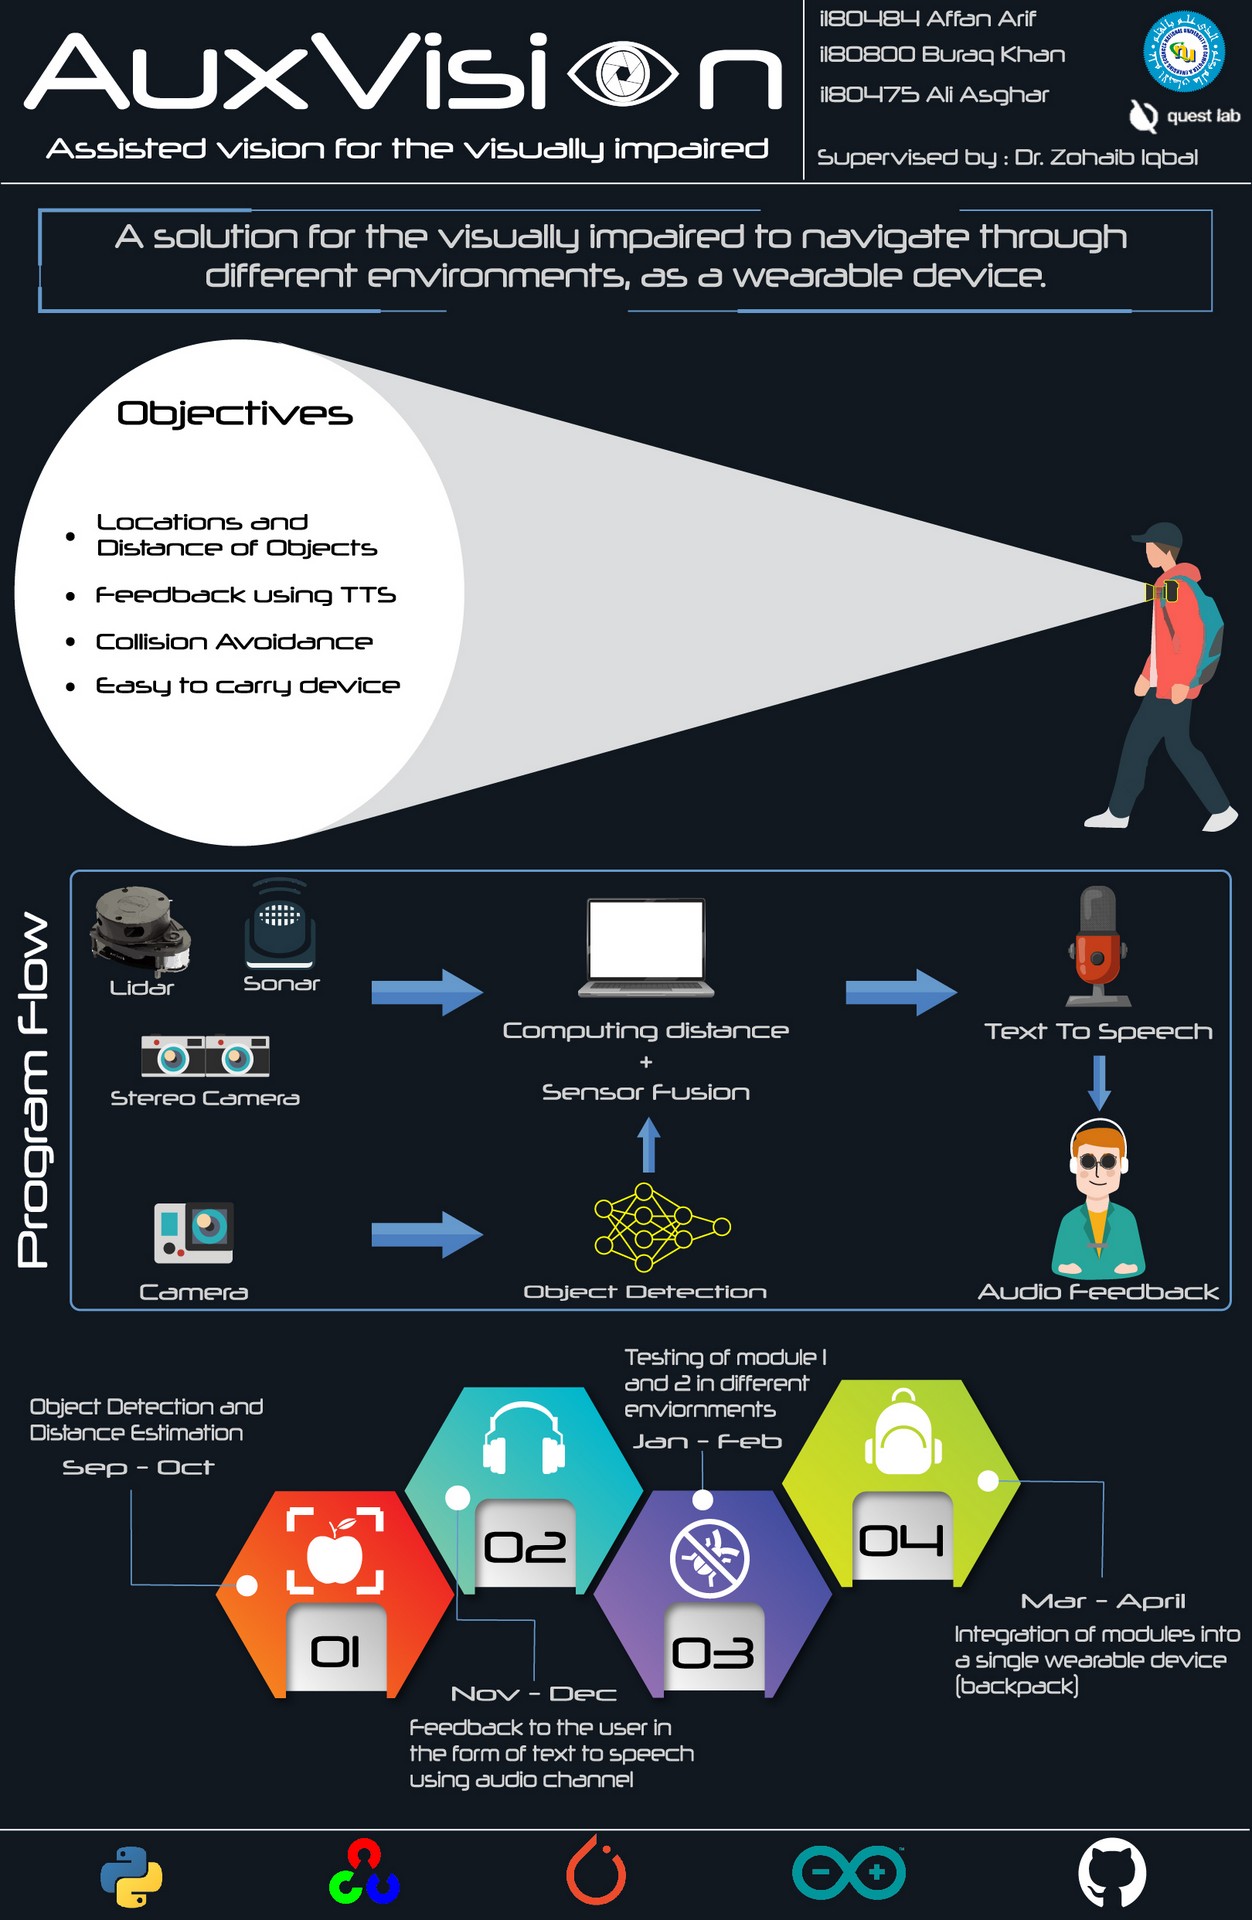 AuxVision
Assisted vision for the visually impaired
i180484 Affan Arif
i180800 Buraq Khan
i180475 Ali Asghar
quest lab
Supervised by : Dr. Zohaib Iqbal
A solution for the visually impaired to navigate through
different environments, as a wearable device.
Objectives
• Locations and
Distance of Objects
• Feedback using TTS
• Collision Avoidance
• Easy to carry device
Program Flow
Lidar
Sonar
Stereo Camera
Camera
Computing distance
+
Sensor Fusion
Object Detection
Text To Speech
Audio Feedback
Object Detection and
Distance Estimation
Sep - Oct
01
02
Nov - Dec
Feedback to the user in
the form of text to speech
using audio channel
Testing of module 1
and 2 in different
enviornments
Jan - Feb
03
04
Mar - April
Integration of modules into
a single wearable device
(backpack)